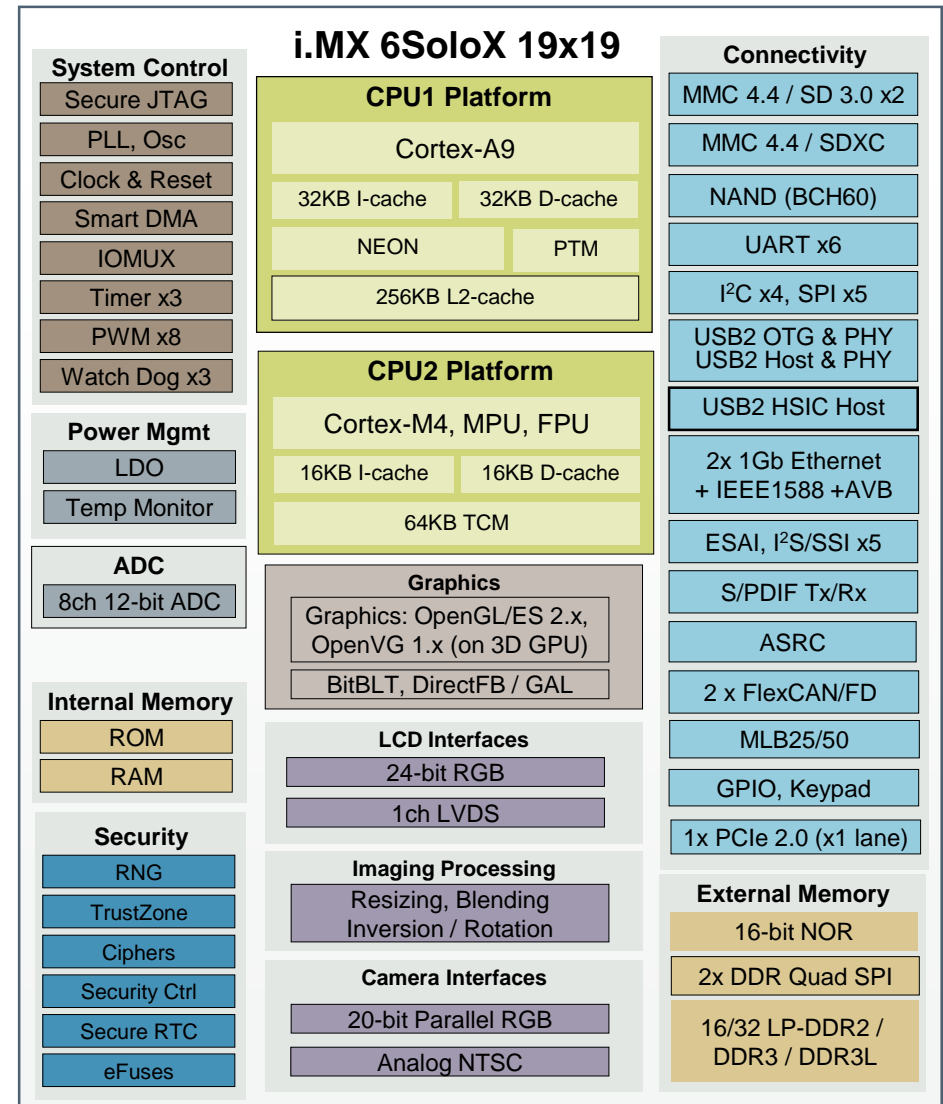 i.MX 6SoloX 19x19
System Control
Secure JTAG
PLL, Osc
Clock & Reset
Smart DMA
IOMUX
Timer x3
PWM x8
Watch Dog x3
Power Mgmt
LDO
Temp Monitor
ADC
8ch 12-bit ADC
Internal Memory
ROM
RAM
Security
RNG
TrustZone
Ciphers
Security Ctrl
Secure RTC
eFuses
CPU1 Platform
Cortex-A9
32KB I-cache
32KB D-cache
NEON
PTM
256KB L2-cache
CPU2 Platform
Cortex-M4, MPU, FPU
16KB I-cache
16KB D-cache
64KB TCM
Graphics
Graphics: OpenGL/ES 2.x,
OpenVG 1.x (on 3D GPU)
BitBLT, DirectFB / GAL
LCD Interfaces
24-bit RGB
1ch LVDS
Imaging Processing
Resizing, Blending
Inversion / Rotation
Camera Interfaces
20-bit Parallel RGB
Analog NTSC
Connectivity
MMC 4.4 / SD 3.0 x2
MMC 4.4 / SDXC
NAND (BCH60)
UART x6
I²C x4, SPI x5
USB2 OTG & PHY
USB2 Host & PHY
USB2 HSIC Host
2x 1Gb Ethernet
+ IEEE1588 +AVB
ESAI, I²S/SSI x5
S/PDIF Tx/Rx
ASRC
2 x FlexCAN/FD
MLB25/50
GPIO, Keypad
1x PCIe 2.0 (x1 lane)
External Memory
16-bit NOR
2x DDR Quad SPI
16/32 LP-DDR2 /
DDR3 / DDR3L